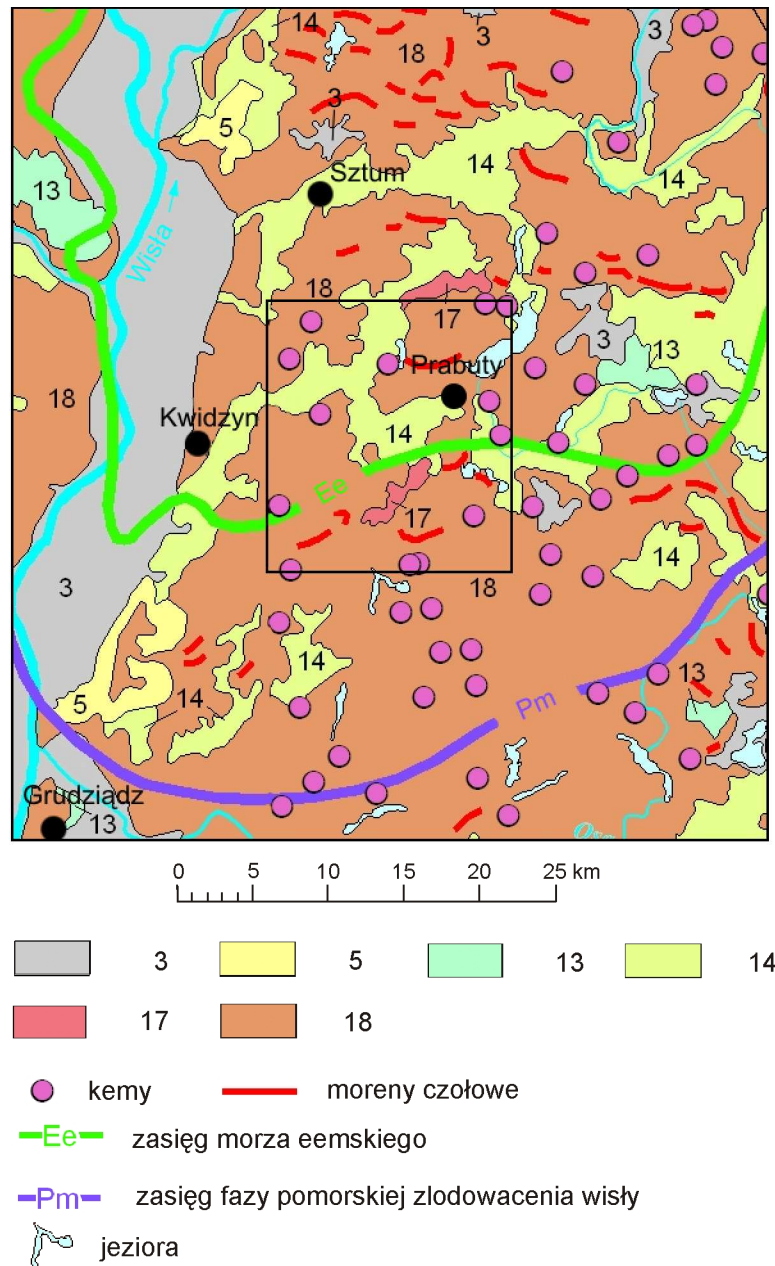 14
3
3
18
3
5
Sztum
14
14
13
Wisła
18
17
3
13
Prabuty
18
Kwidzyn
14
Ee
17
14
3
18
14
13
5
14
Pm
Grudziądz
13
0 5 10 15 20 25 km
3 5 13 14
17 18
kemy moreny czołowe
Ee zasięg morza eemskiego
Pm zasięg fazy pomorskiej zlodowacenia wisły
jeziora